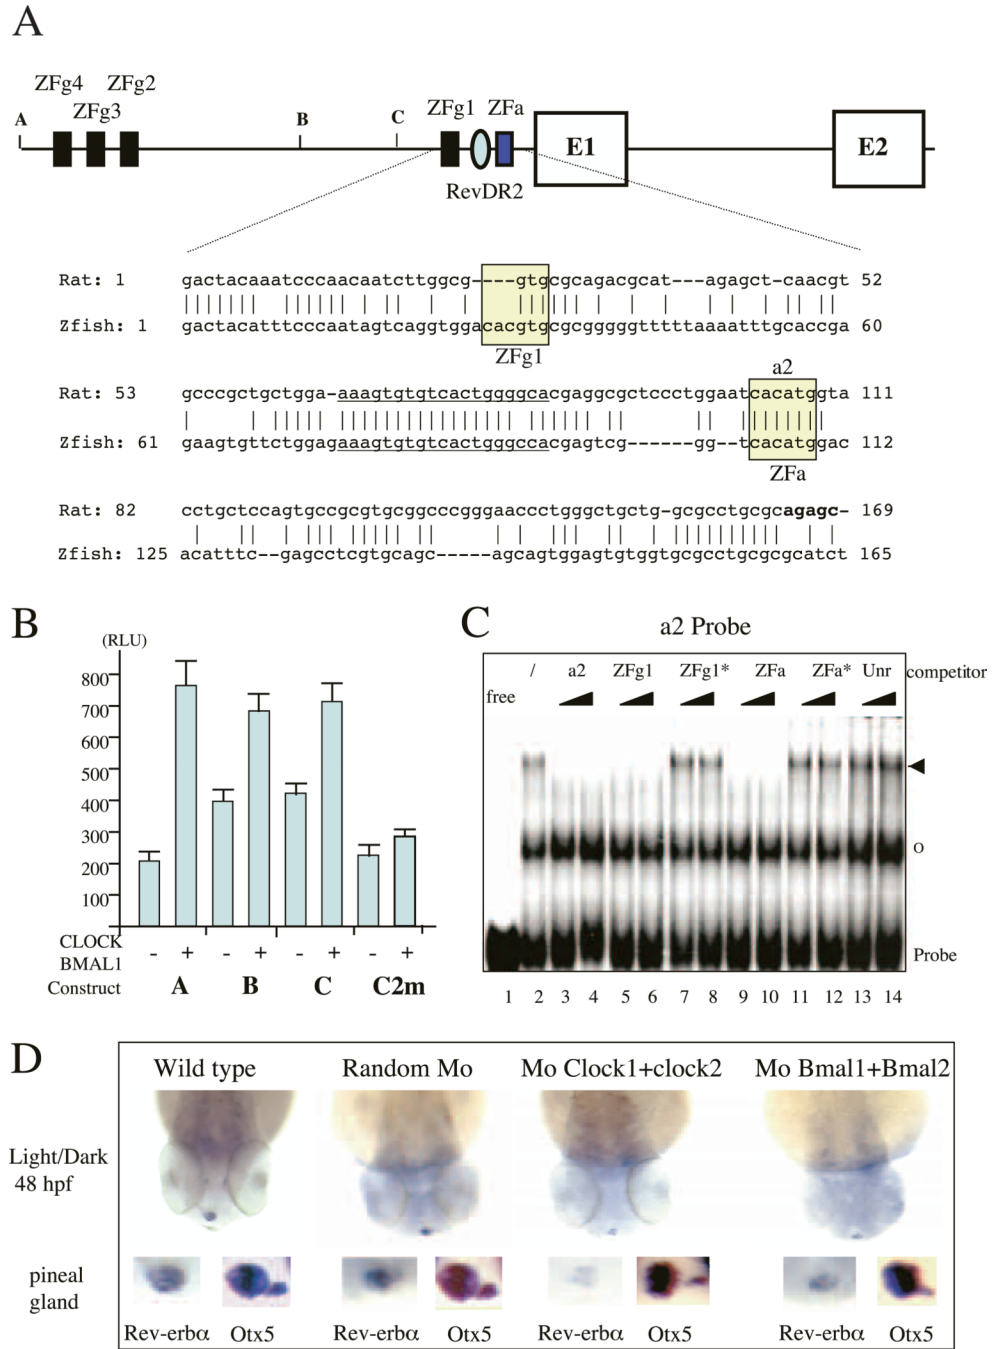 A
ZFg4 ZFg2
ZFg3 ZFg1 ZFa
A B C
E1 E2
RevDR2
Rat: 1 gactacaaatcccaacaatcttggcg----gtgcgcagacgcat---agagct-caacgt 52
Zfish: 1 gactacatttcccaatagtcaggtggacacgtgcgcgggggtttttaaaatttgcaccga 60
ZFg1
a2
Rat: 53 gcccgctgctgga-aaagtgtgtcactggggcacgaggcgctccctggaatcacatggta 111
Zfish: 61 gaagtgttctggagaaagtgtgtcactgggccacgagtcg------gg--tcacatggac 112
ZFa
Rat: 82 cctgctccagtgccgcgtgcggcccgggaaccctgggctgctg-gcgcctgcgcagagc- 169
Zfish: 125 acatttc--gagcctcgtgcagc-----agcagtggagtgtggtgcgcctgcgcgcatct 165
B
(RLU)
800
700
600
500
400
300
200
100
CLOCK
BMAL1
- + - + - + - +
Construct A B C C2m
C
a2 Probe
/ a2 ZFg1 ZFg1* ZFa ZFa* Unr competitor
free
o
Probe
1 2 3 4 5 6 7 8 9 10 11 12 13 14
D
Wild type Random Mo Mo Clock1+clock2 Mo Bmal1+Bmal2
Light/Dark
48 hpf
pineal
gland
Rev-erbα Otx5 Rev-erbα Otx5 Rev-erbα Otx5 Rev-erbα Otx5